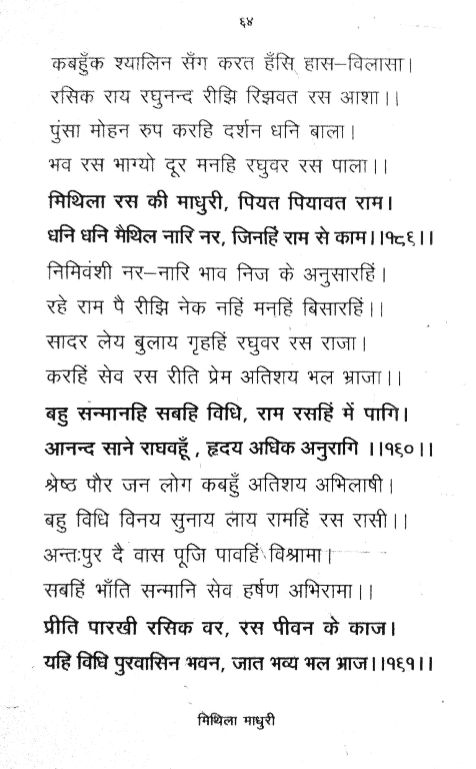 ६४
कबहुँक श्यालिन सँग करत हँसि हास–विलासा।
रसिक राय रघुनन्द रीझि रिझवत रस आशा।।
पुंसा मोहन रुप करहि दर्शन धनि बाला।
भव रस भाग्यो दूर मनहि रघुवर रस पाला।।
मिथिला रस की माधुरी, पियत पियावत राम।
धनि धनि मैथिल नारि नर, जिनहिं राम से काम।।१८६।।
निमिवंशी नर–नारि भाव निज के अनुसारहिं।
रहे राम पै रीझि नेक नहिं मनहिं बिसारहिं।।
सादर लेय बुलाय गृहहिं रघुवर रस राजा।
करहिं सेव रस रीति प्रेम अतिशय भल भ्राजा।।
बहु सन्मानहि सबहि विधि, राम रसहिं में पागि।
आनन्द साने राघवहूँ , हृदय अधिक अनुरागि ।।१६०।।
श्रेष्ठ पौर जन लोग कबहुँ अतिशय अभिलाषी।
बहु विधि विनय सुनाय लाय रामहिं रस रासी।।
अन्तःपुर दै वास पूजि पावहिं विश्रामा।
सबहिं भाँति सन्मानि सेव हर्षण अभिरामा।।
प्रीति पारखी रसिक वर, रस पीवन के काज।
यहि विधि पुरवासिन भवन, जात भव्य भल भ्राज।।१६१।।
मिथिला माधुरी